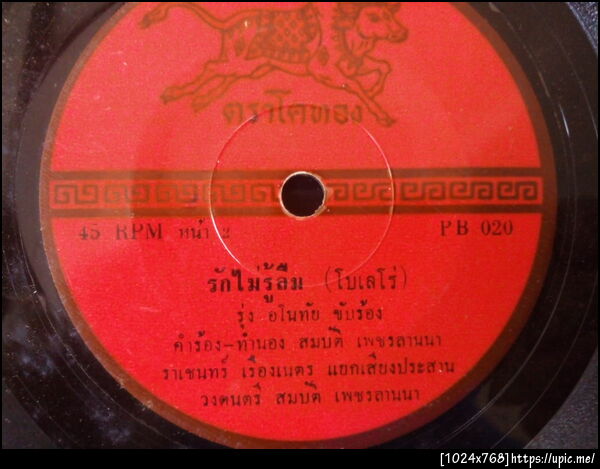 ตราโคทอง
45 RPM หน้า 2 PB 020
รักไม่รู้ลืม (โบเลโร่)
รุ่ง อโนทัย ขับร้อง
คำร้อง-ทำนอง สมบัติ เพชรลานนา
ราเชนทร์ เรืองเนตร แยกเสียงประสาน
วงดนตรี สมบัติ เพชรลานนา
[1024x768]https://upic.me/